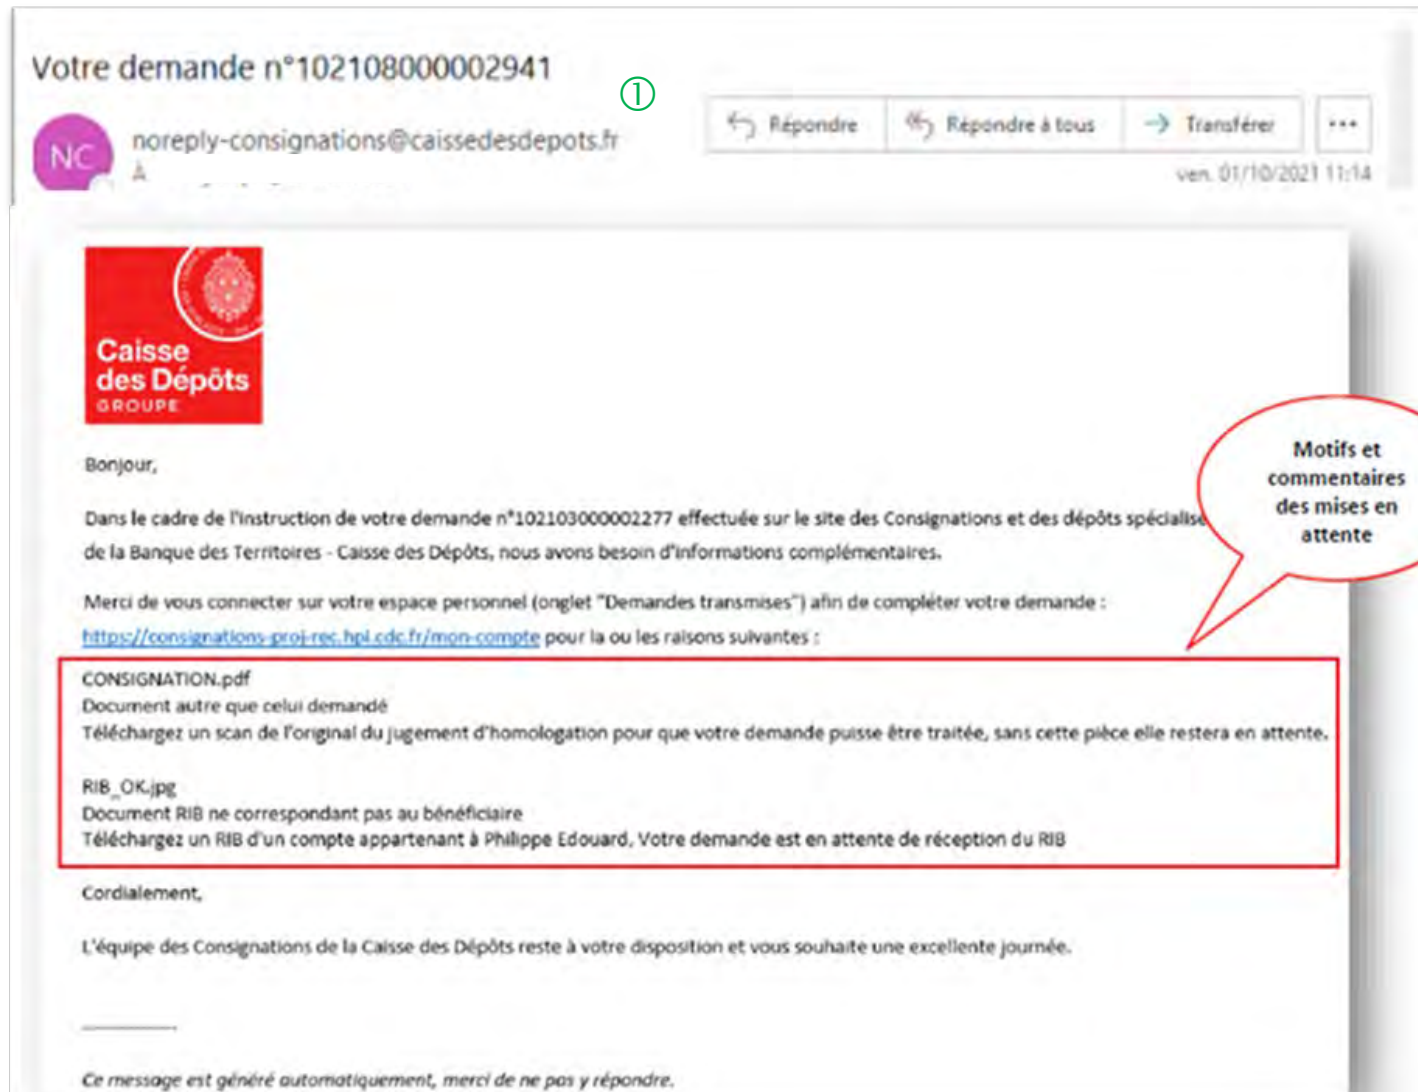 Votre demande n°102108000002941
①
Répondre
Répondre à tous
Transférer
...
NC
noreply-consignations@caissedesdepots.fr
À
ven. 01/10/2021 11:14
Caisse
des Dépôts
GROUPE
Bonjour,
Motifs et
commentaires
des mises en
attente
Dans le cadre de l'instruction de votre demande n°102103000002277 effectuée sur le site des Consignations et des dépôts spécialisé
de la Banque des Territoires - Caisse des Dépôts, nous avons besoin d'informations complémentaires.
Merci de vous connecter sur votre espace personnel (onglet "Demandes transmises") afin de compléter votre demande :
https://consignations-proj-rec.hpl.cdc.fr/mon-compte pour la ou les raisons suivantes :
CONSIGNATION.pdf
Document autre que celui demandé
Téléchargez un scan de l'original du jugement d'homologation pour que votre demande puisse être traitée, sans cette pièce elle restera en attente.
RIB_OK.jpg
Document RIB ne correspondant pas au bénéficiaire
Téléchargez un RIB d'un compte appartenant à Philippe Edouard, Votre demande est en attente de réception du RIB
Cordialement,
L'équipe des Consignations de la Caisse des Dépôts reste à votre disposition et vous souhaite une excellente journée.
Ce message est généré automatiquement, merci de ne pas y répondre.